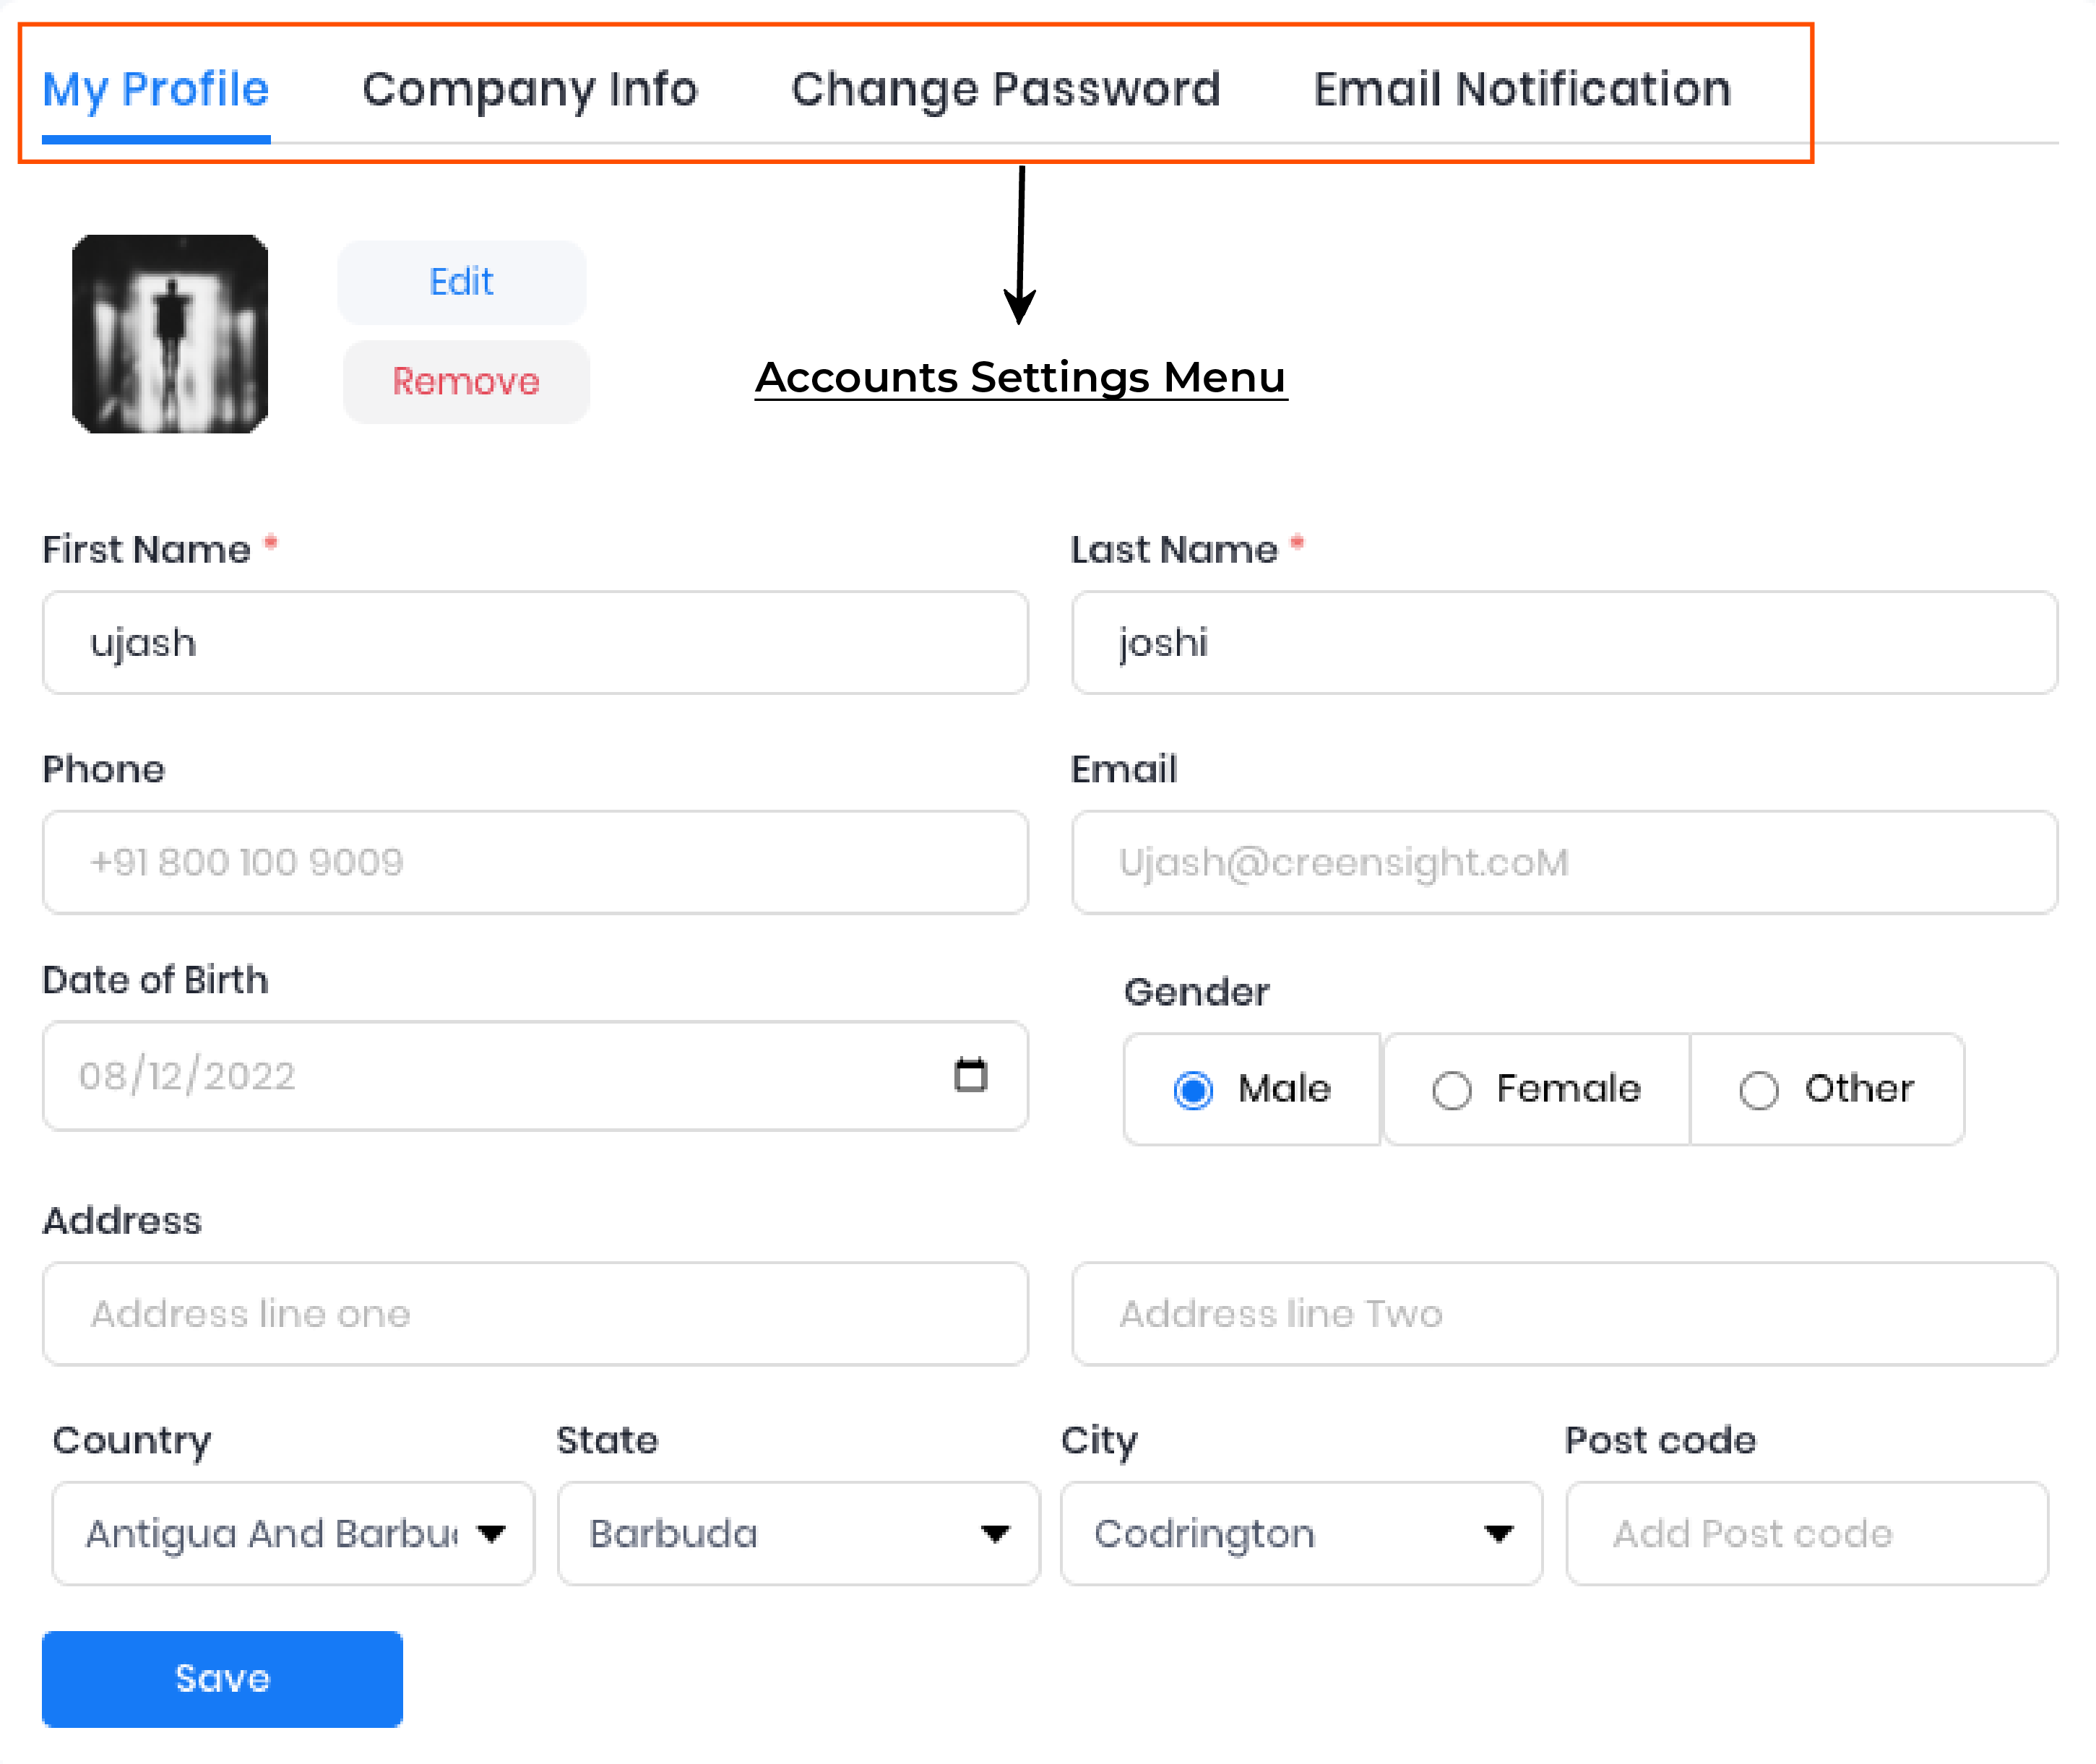 My Profile Company Info Change Password Email Notification
Edit
Remove
Accounts Settings Menu
First Name * Last Name *
ujash joshi
Phone Email
+91 800 100 9009 Ujash@creensight.coM
Date of Birth Gender
08/12/2022 Male Female Other
Address
Address line one Address line Two
Country State City Post code
Antigua And Barbu Barbuda Codrington Add Post code
Save